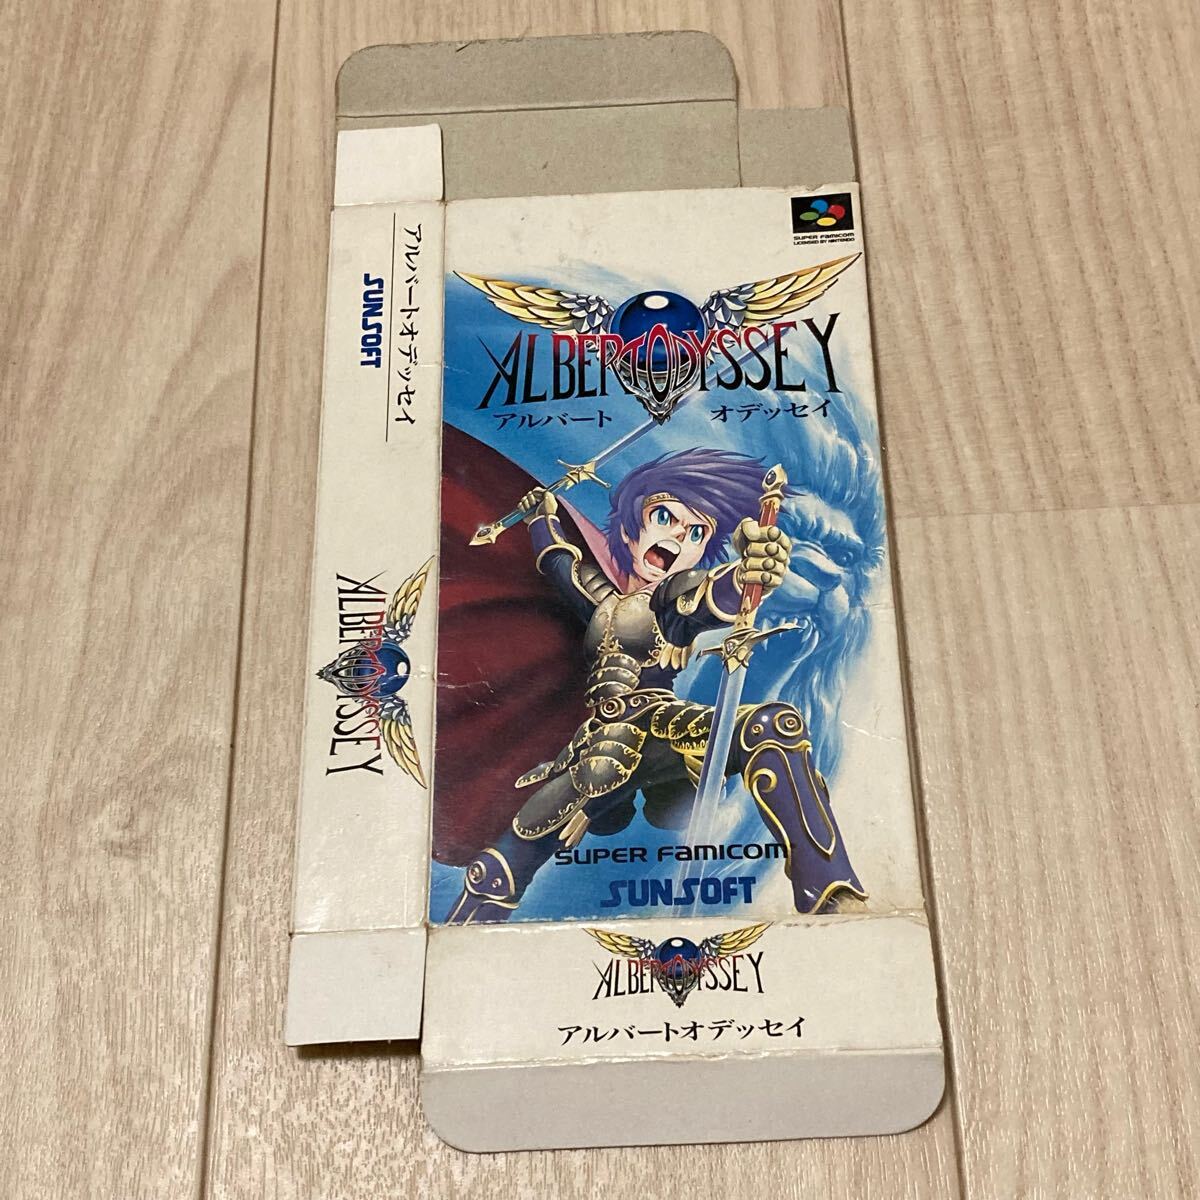 SUPER FAMICOM
LICENSED BY NINTENDO
ALBERT ODYSSEY
アルバート オデッセイ
SUPER FAMICOM
SUNSOFT
ALBERT ODYSSEY
アルバートオデッセイ
アルバートオデッセイ
SUNSOFT
ALBERT ODYSSEY